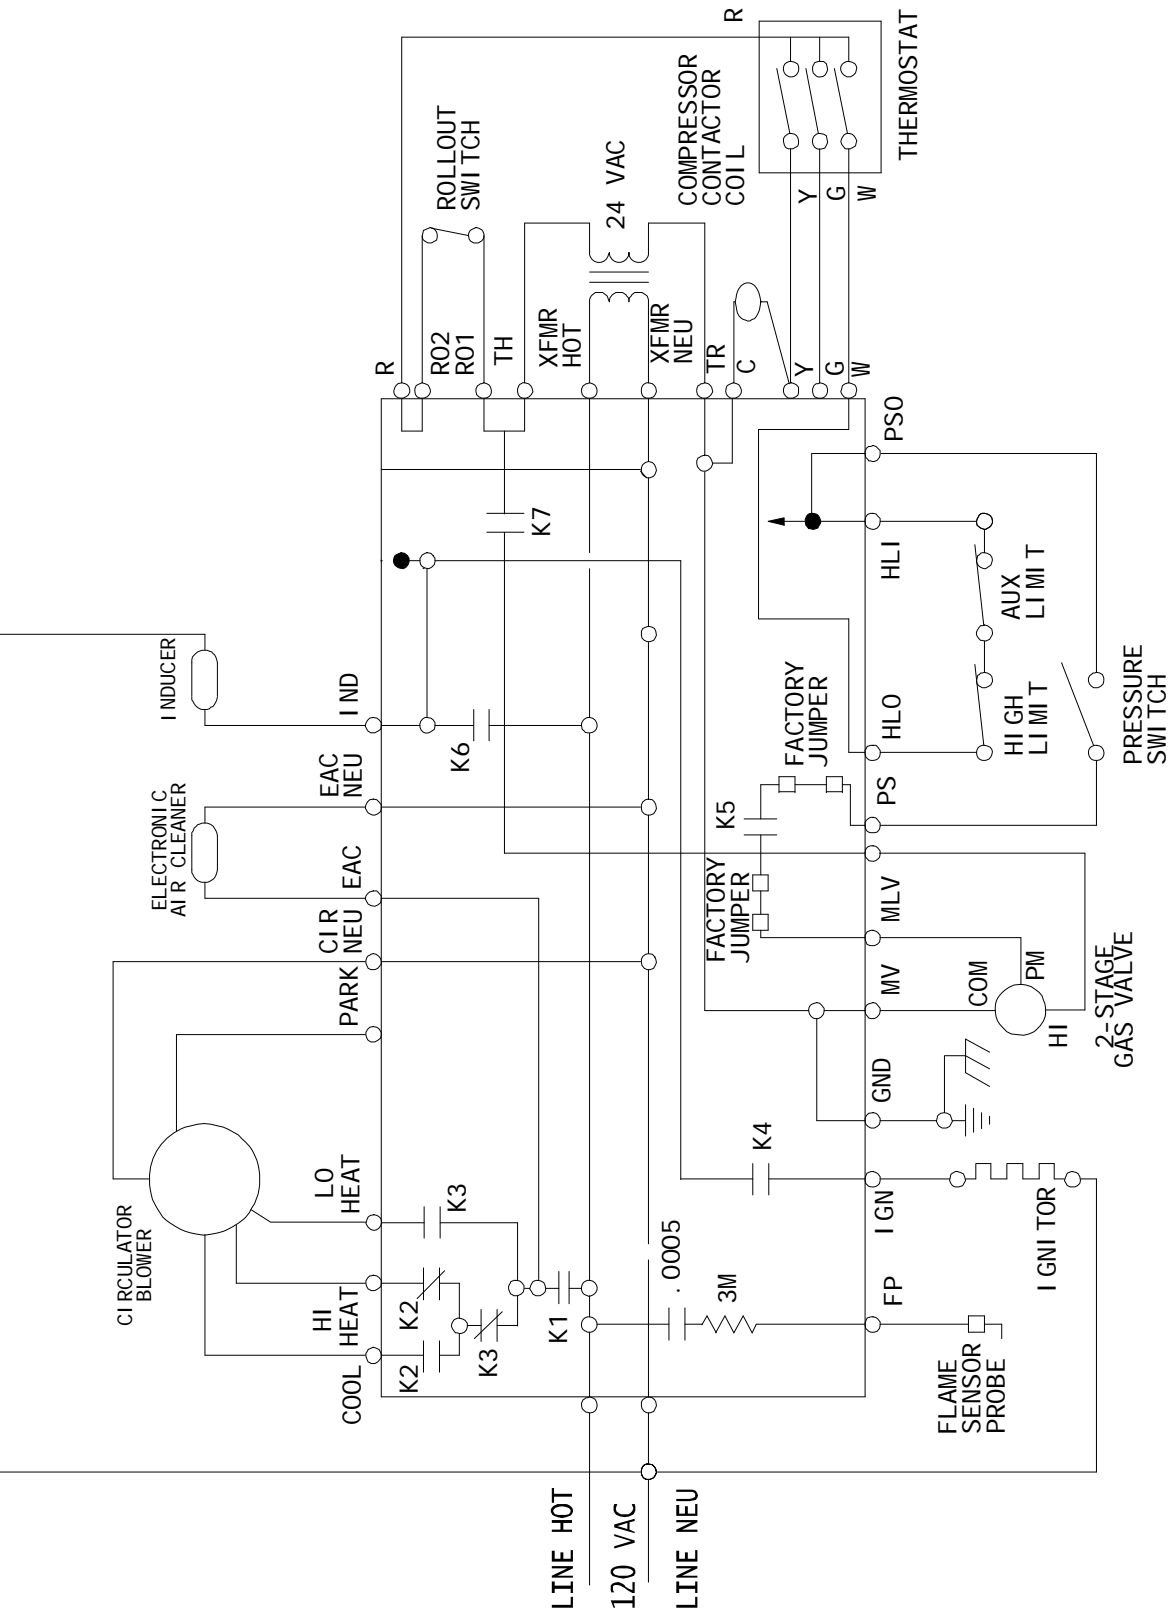 R
THERMOSTAT
COMPRESSOR
CONTACTOR
COIL
ROLLOUT
SWITCH
24 VAC
Y
G
W
R
RO2
RO1
TH
XFMR
HOT
XFMR
NEU
TR
C
Y
G
W
PSO
K7
HLI
AUX
LIMIT
INDUCER
IND
K6
FACTORY
JUMPER
HLO
HIGH
LIMIT
PRESSURE
SWITCH
EAC
NEU
ELECTRONIC
AIR CLEANER
EAC
K5
PS
FACTORY
JUMPER
MLV
CIR
NEU
PARK
MV
COM
PM
HI
2-STAGE
GAS VALVE
GND
K4
IGN
IGNITOR
CIRCULATOR
BLOWER
LO
HEAT
K3
HI
HEAT
K2
K2
K3
COOL
K1
.0005
3M
FP
FLAME
SENSOR
PROBE
LINE HOT
120 VAC
LINE NEU